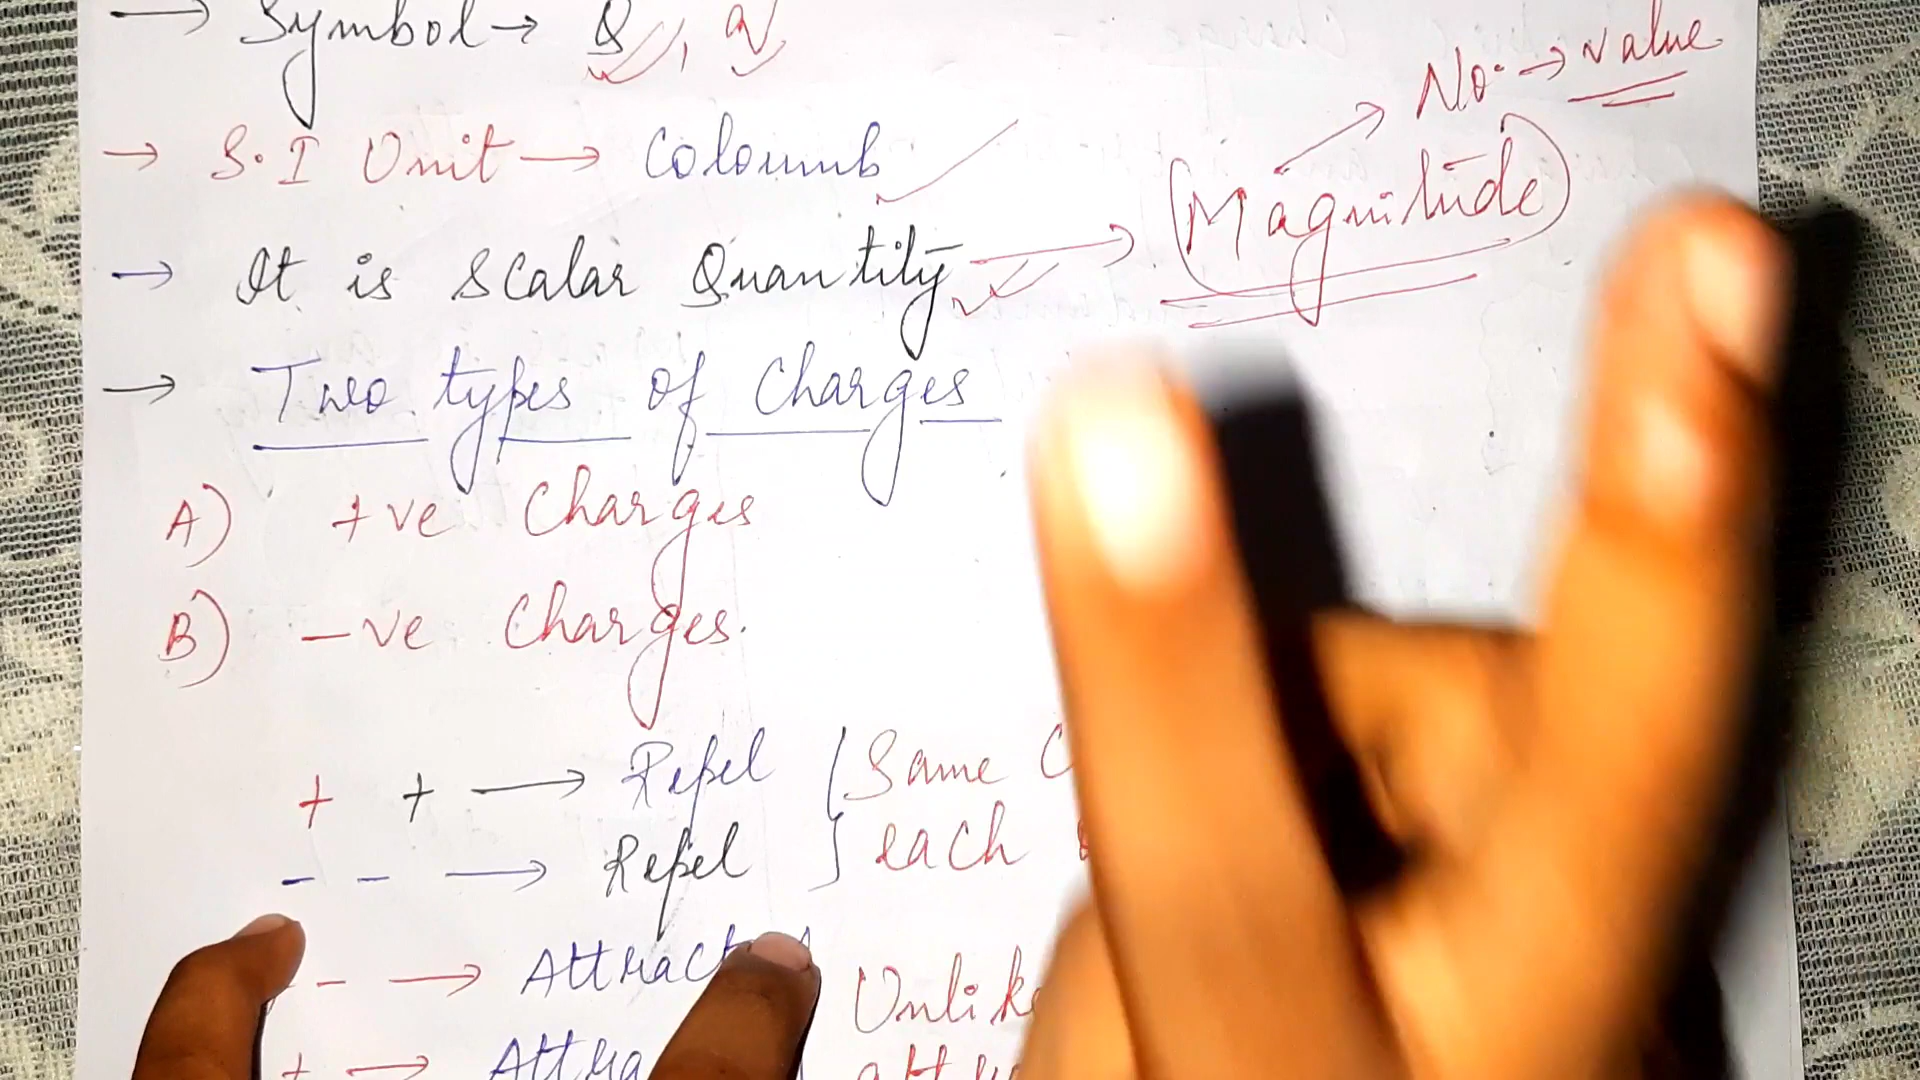 → Symbol → Q, q
No. → value
→ S.I Unit → Coloumb
→ It is Scalar Quantity → (Magnitude)
→ Two types of Charges
A) +ve Charges
B) -ve Charges.
+ + → Repel { Same
- - → Repel } each
- → Attract
+ → Attra